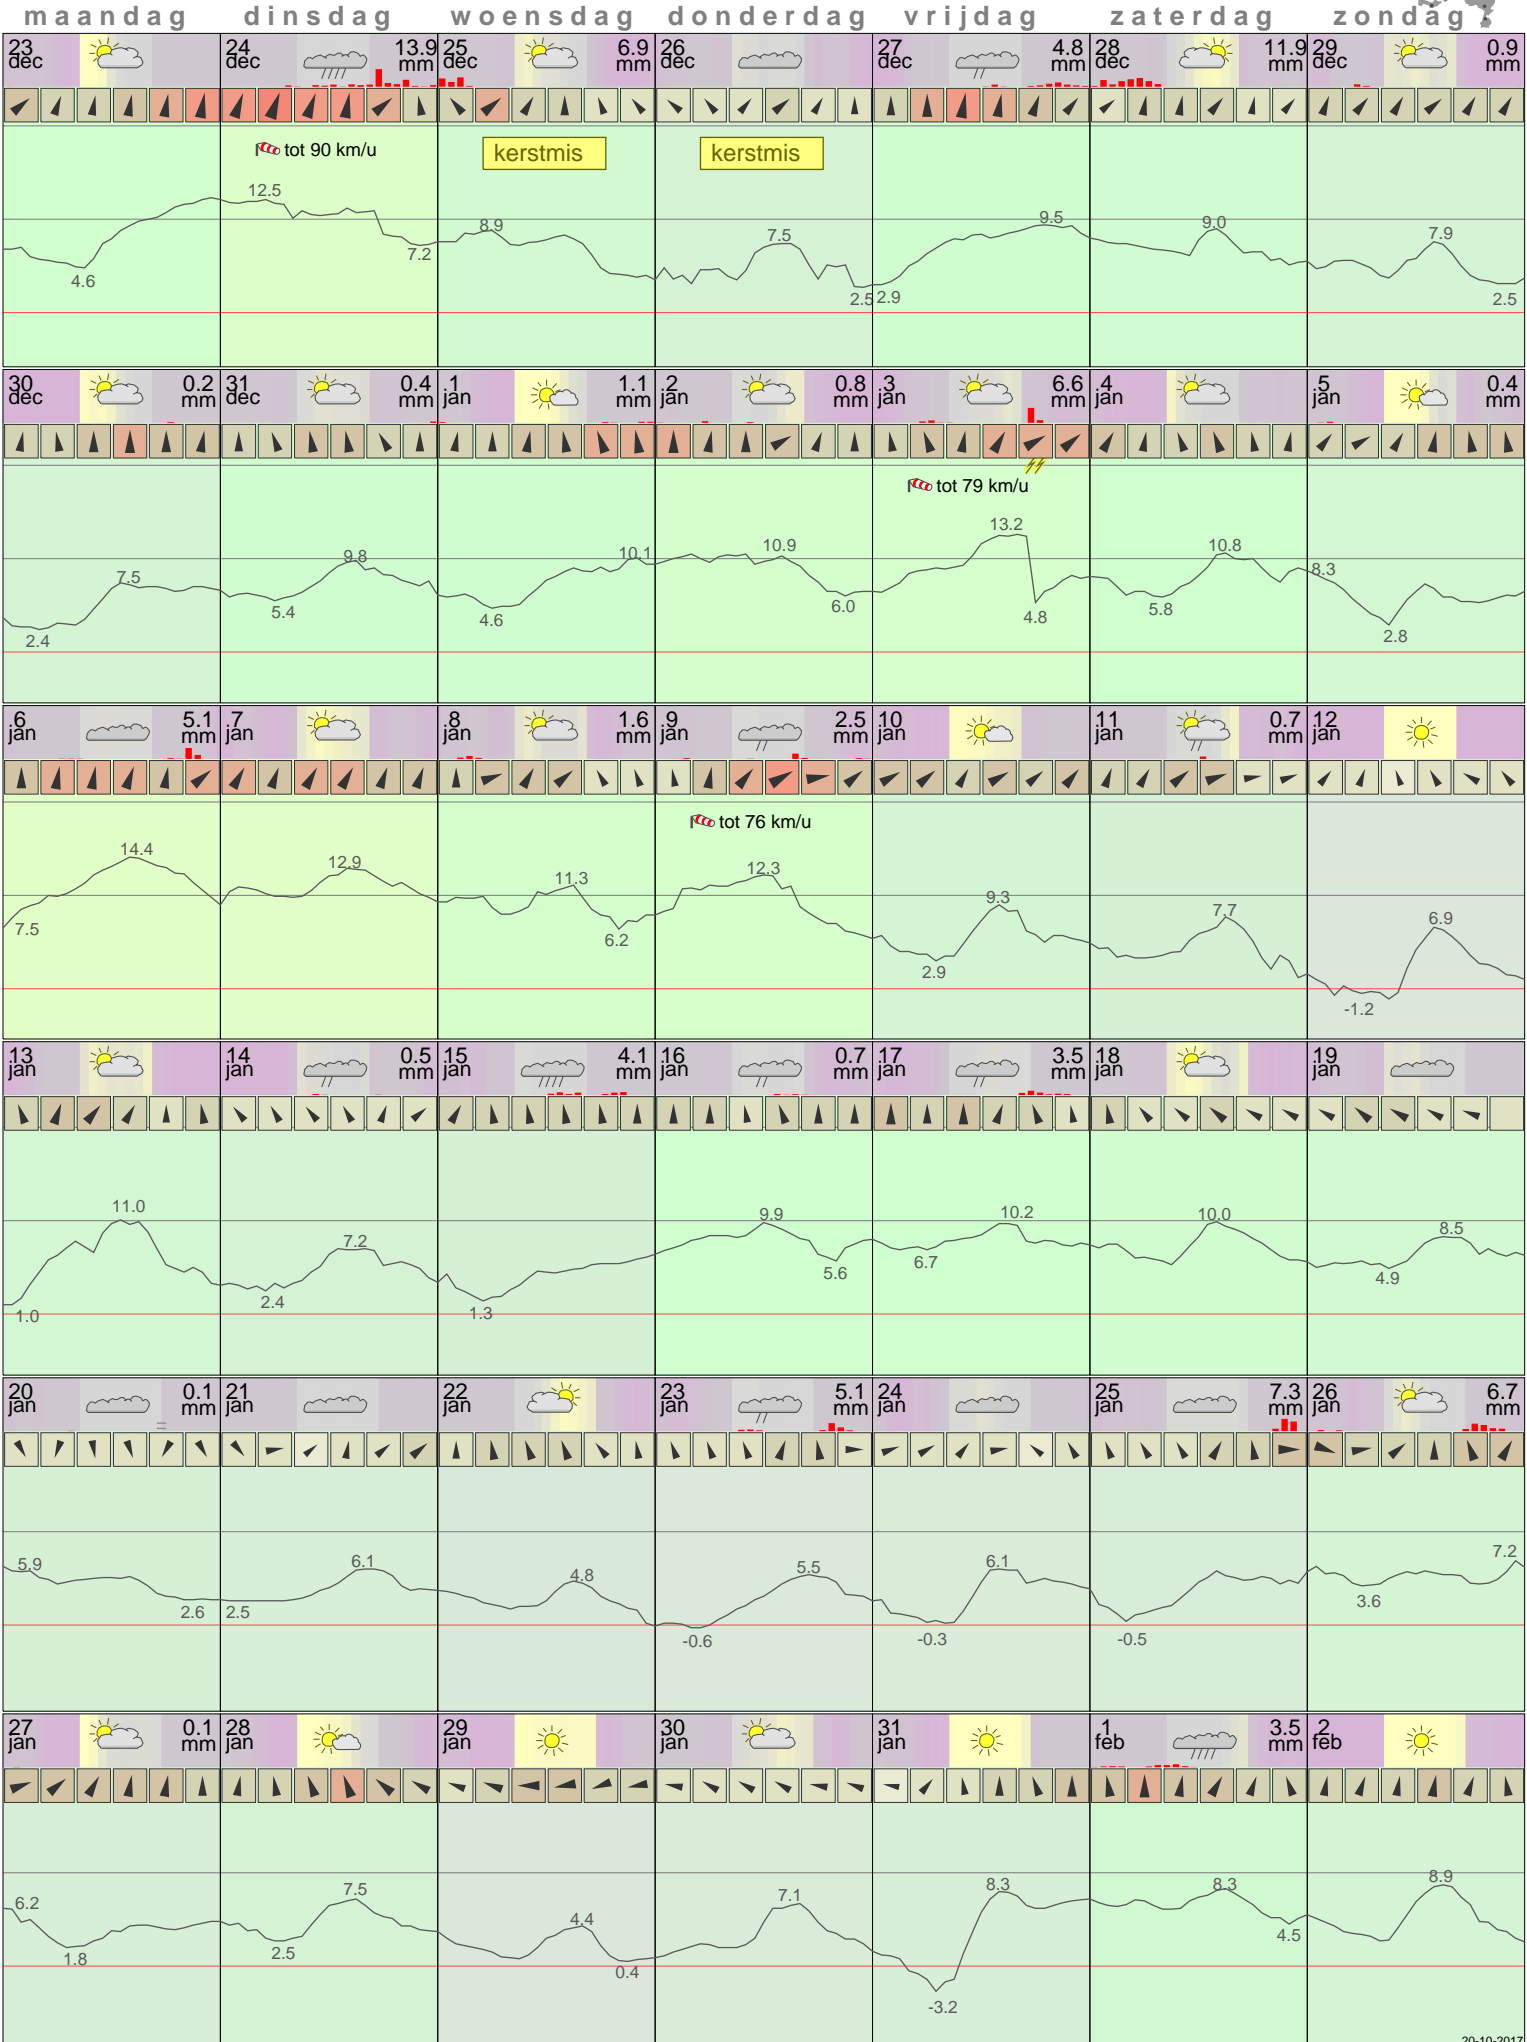 maandag dinsdag woensdag donderdag vrijdag zaterdag zondag
23 24 13.9 25 6.9 26 27 4.8 28 11.9 29 0.9
dec dec mm dec mm dec dec mm dec mm dec mm
tot 90 km/u kerstmis kerstmis
12.5 8.9 7.5 9.5 9.0 7.9
4.6 7.2 2.5 2.9 2.5
30 0.2 31 0.4 1 1.1 2 0.8 3 6.6 4 5 0.4
dec mm dec mm jan mm jan mm jan mm jan jan mm
tot 79 km/u
7.5 9.8 10.1 10.9 13.2 10.8 8.3
2.4 5.4 4.6 6.0 4.8 5.8 2.8
6 5.1 7 8 1.6 9 2.5 10 11 0.7 12
jan mm jan jan mm jan mm jan jan mm jan
tot 76 km/u
14.4 12.9 11.3 12.3 9.3 7.7 6.9
7.5 6.2 2.9 -1.2
13 14 0.5 15 4.1 16 0.7 17 3.5 18 19
jan jan mm jan mm jan mm jan mm jan jan
11.0 7.2 9.9 10.2 10.0 8.5
1.0 2.4 1.3 5.6 6.7 4.9
20 0.1 21 22 23 5.1 24 25 7.3 26 6.7
jan mm jan jan jan mm jan jan mm jan mm
5.9 6.1 4.8 5.5 6.1 7.2
2.6 2.5 -0.6 -0.3 -0.5 3.6
27 0.1 28 29 30 31 1 3.5 2
jan mm jan jan jan jan feb mm feb
6.2 7.5 4.4 7.1 8.3 8.3 8.9
1.8 2.5 0.4 -3.2 4.5
20-10-2017